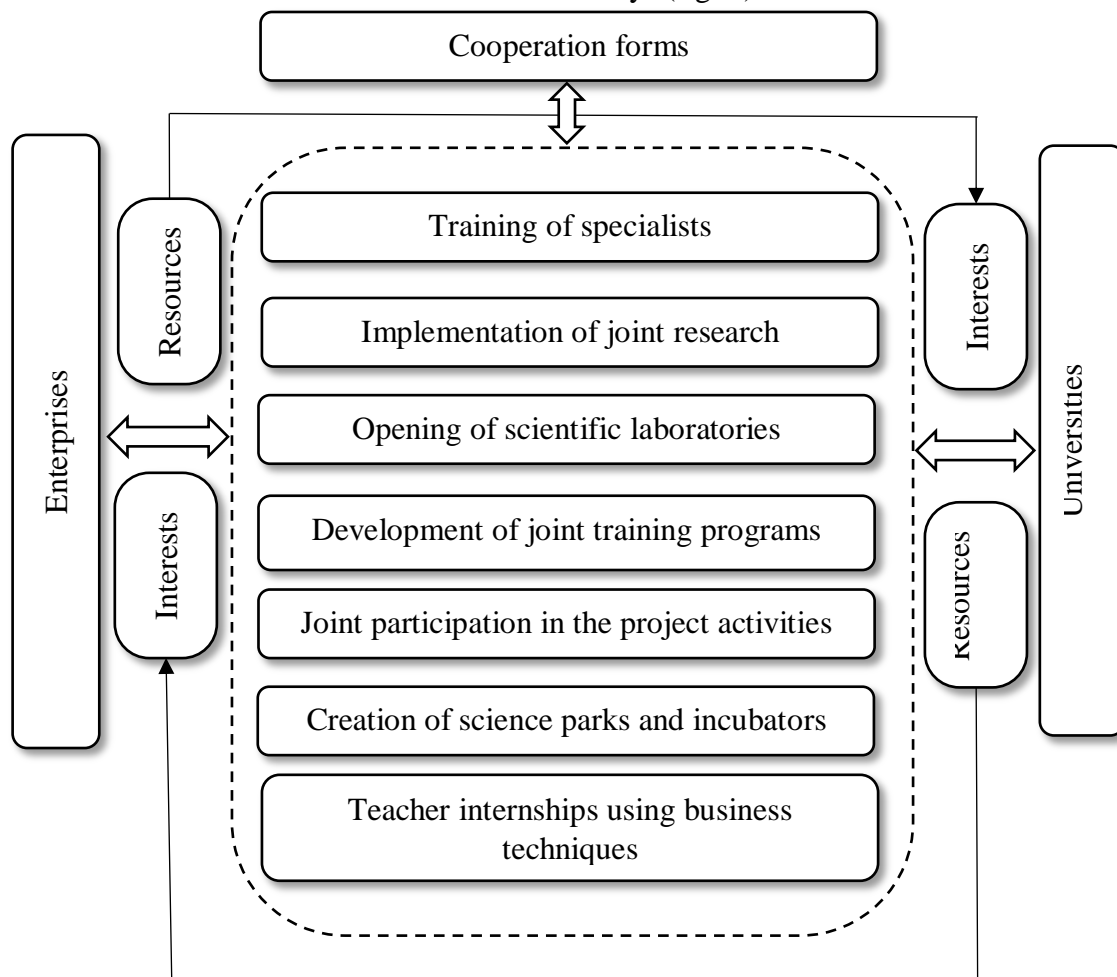 Cooperation forms
Training of specialists
Implementation of joint research
Opening of scientific laboratories
Development of joint training programs
Joint participation in the project activities
Creation of science parks and incubators
Teacher internships using business
techniques
Enterprises
Resources
Interests
Interests
Resources
Universities